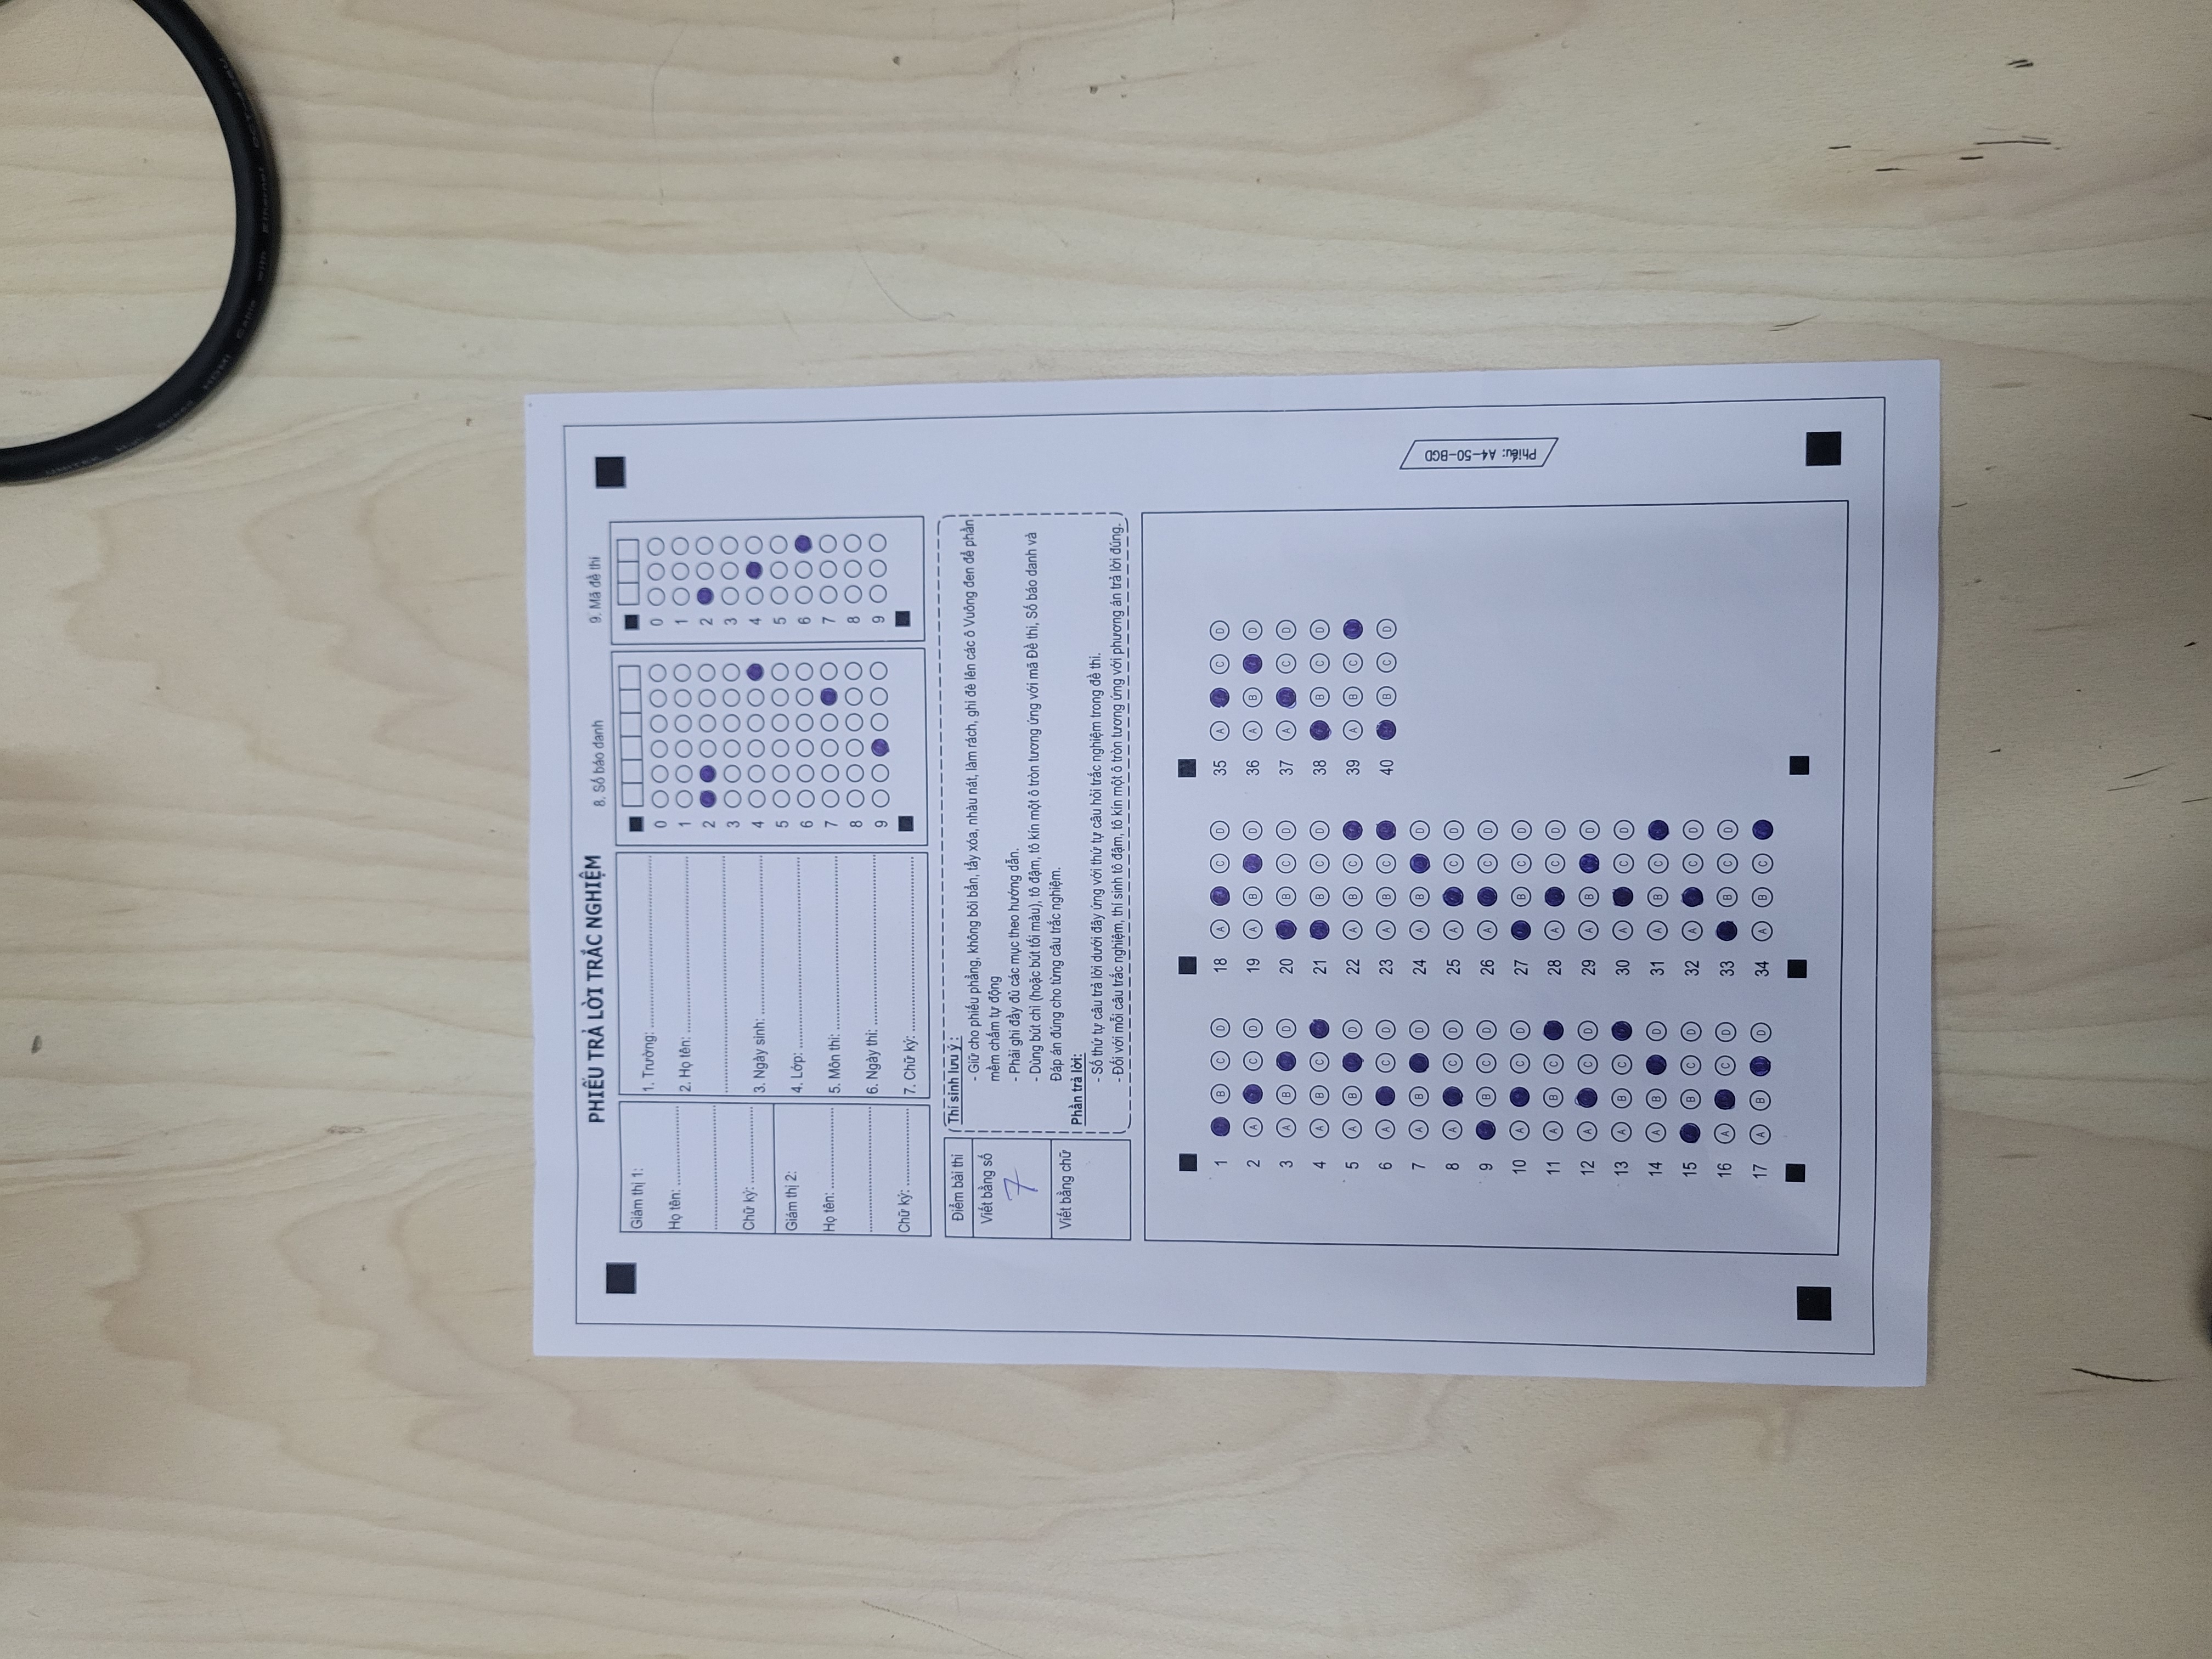 PHIẾU TRẢ LỜI TRẮC NGHIỆM
8. Số báo danh
9. Mã đề thi
Giám thị 1:
Họ tên: ....................
..............................
Chữ ký: ...................
Giám thị 2:
Họ tên: ....................
..............................
Chữ ký: ...................
1. Trường: ..........................................
2. Họ tên: ...........................................
..........................................................
3. Ngày sinh: ......................................
4. Lớp: ...............................................
5. Môn thi: ..........................................
6. Ngày thi: .........................................
7. Chữ ký: ..........................................
0 0
1 1
2 2
3 3
4 4
5 5
6 6
7 7
8 8
9 9
Điểm bài thi
Viết bằng số
7
Viết bằng chữ
Thí sinh lưu ý :
- Giữ cho phiếu phẳng, không bôi bẩn, tẩy xóa, nhàu nát, làm rách, ghi đè lên các ô Vuông đen để phần
mềm chấm tự động
- Phải ghi đầy đủ các mục theo hướng dẫn.
- Dùng bút chì (hoặc bút tối màu), tô đậm, tô kín một ô tròn tương ứng với mã Đề thi, Số báo danh và
Đáp án đúng cho từng câu trắc nghiệm.
Phần trả lời:
- Số thứ tự câu trả lời dưới đây ứng với thứ tự câu hỏi trắc nghiệm trong đề thi.
- Đối với mỗi câu trắc nghiệm, thí sinh tô đậm, tô kín một ô tròn tương ứng với phương án trả lời đúng.
1 B C D
2 A C D
3 A B D
4 A B C
5 A B D
6 A C D
7 A B D
8 A C D
9 B C D
10 A C D
11 A B C
12 A C D
13 A B C
14 A B D
15 B C D
16 A C D
17 A B D
18 A C D
19 A B D
20 B C D
21 B C D
22 A B C
23 A B C
24 A B D
25 A C D
26 A C D
27 B C D
28 A C D
29 A B D
30 A C D
31 A B C
32 A C D
33 B C D
34 A B C
35 A C D
36 A B D
37 A C D
38 B C D
39 A B C
40 B C D
Phiếu: A4-50-BGD